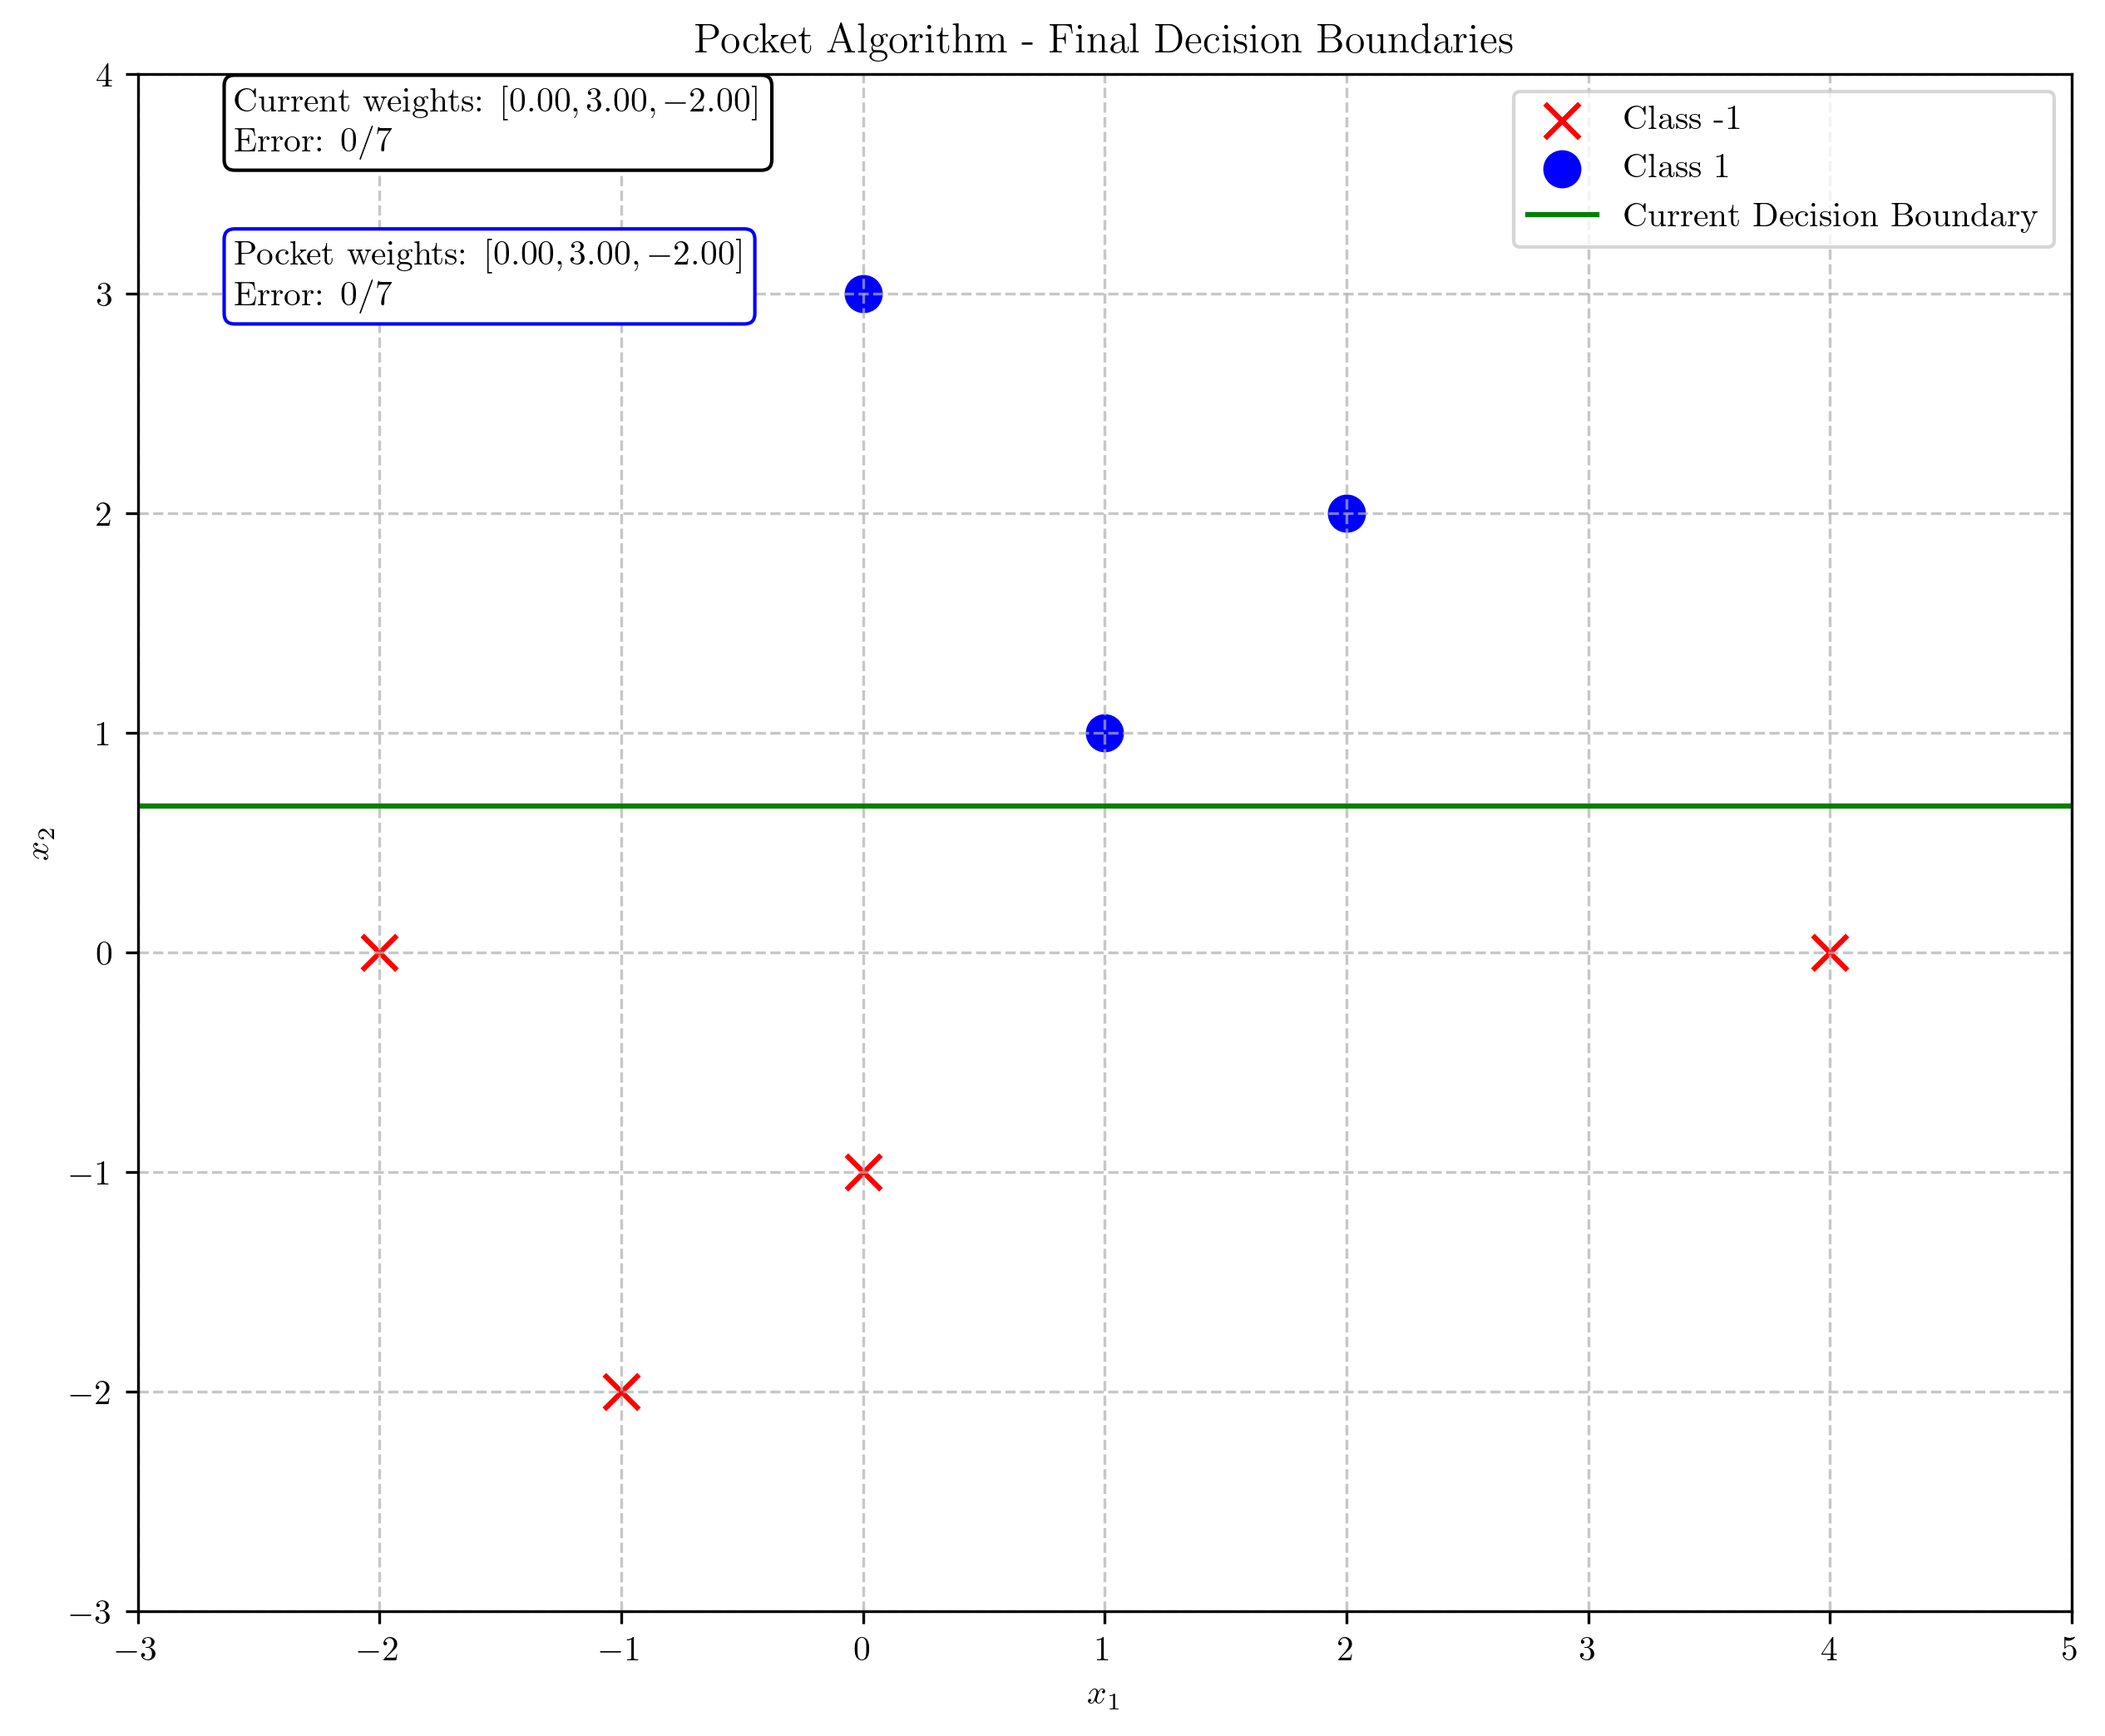 Pocket Algorithm - Final Decision Boundaries
Current weights: [0.00, 3.00, −2.00]
Error: 0/7
Pocket weights: [0.00, 3.00, −2.00]
Error: 0/7
Class -1
Class 1
Current Decision Boundary
4
3
2
1
0
−1
−2
−3
x₂
−3
−2
−1
0
1
2
3
4
5
x₁